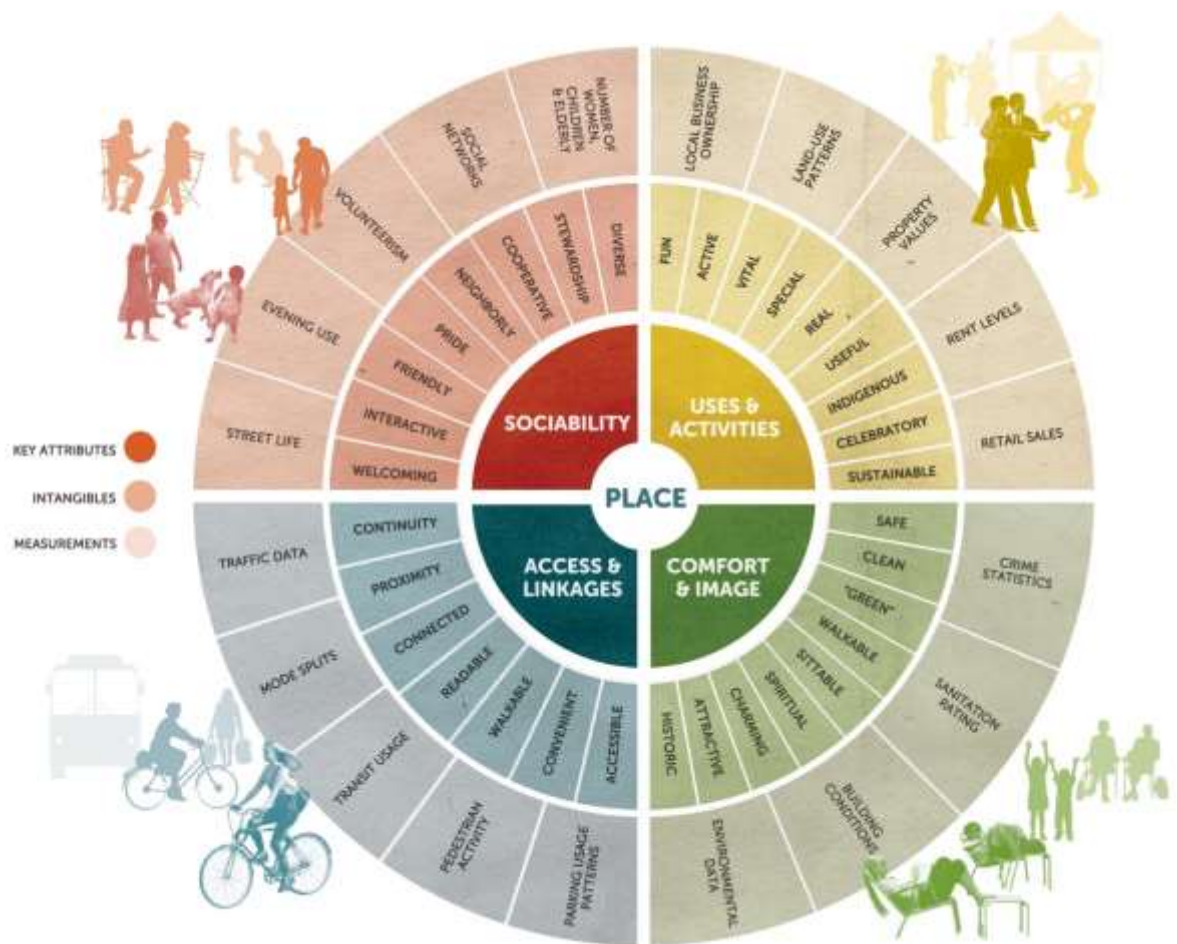 NUMBER OF
WOMEN,
CHILDREN
& ELDERLY
SOCIAL
NETWORKS
VOLUNTEERISM
EVENING USE
STREET LIFE
LOCAL BUSINESS
OWNERSHIP
LAND-USE
PATTERNS
PROPERTY
VALUES
RENT LEVELS
RETAIL SALES
DIVERSE
STEWARDSHIP
COOPERATIVE
NEIGHBORLY
PRIDE
FRIENDLY
INTERACTIVE
WELCOMING
FUN
ACTIVE
VITAL
SPECIAL
REAL
USEFUL
INDIGENOUS
CELEBRATORY
SUSTAINABLE
SOCIABILITY
USES &
ACTIVITIES
KEY ATTRIBUTES
INTANGIBLES
MEASUREMENTS
PLACE
ACCESS &
LINKAGES
COMFORT
& IMAGE
CONTINUITY
PROXIMITY
CONNECTED
READABLE
WALKABLE
CONVENIENT
ACCESSIBLE
SAFE
CLEAN
"GREEN"
WALKABLE
SITTABLE
SPIRITUAL
CHARMING
ATTRACTIVE
HISTORIC
TRAFFIC DATA
MODE SPLITS
TRANSIT USAGE
PEDESTRIAN
ACTIVITY
PARKING USAGE
PATTERNS
CRIME
STATISTICS
SANITATION
RATING
BUILDING
CONDITIONS
ENVIRONMENTAL
DATA